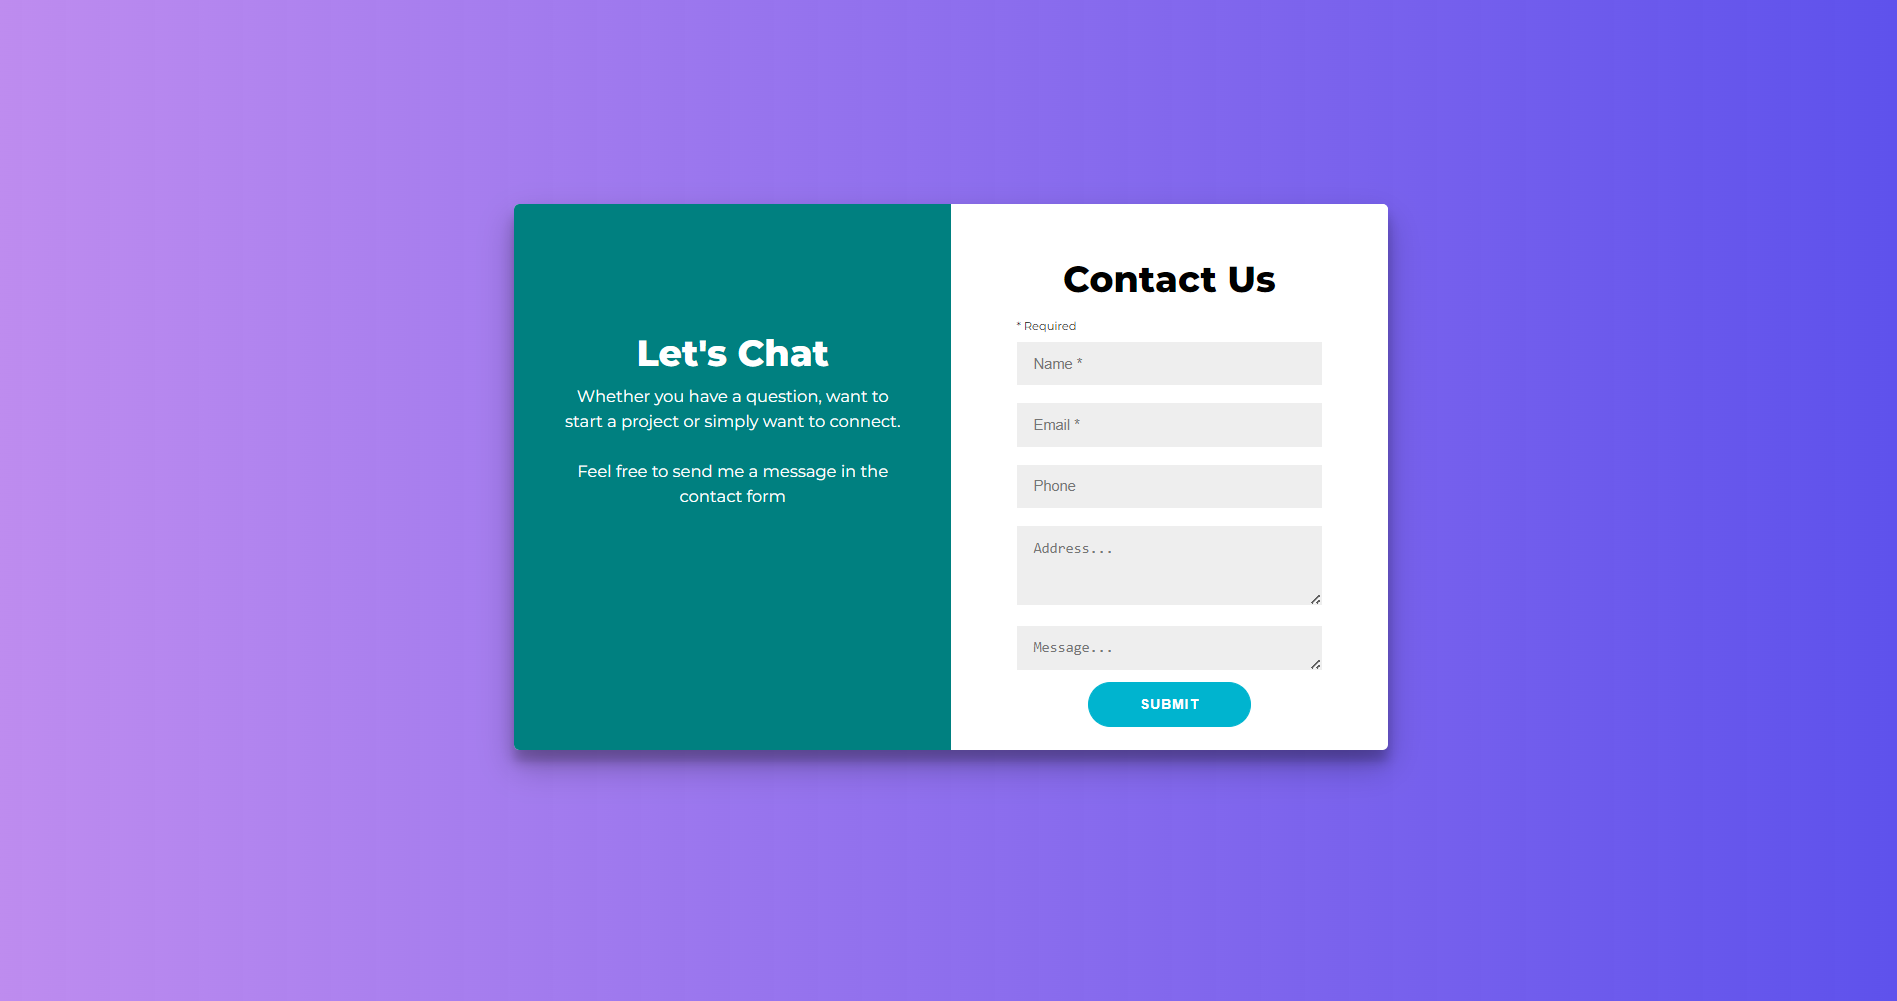 Let's Chat
Whether you have a question, want to
start a project or simply want to connect.
Feel free to send me a message in the
contact form
Contact Us
* Required
Name *
Email *
Phone
Address...
Message...
SUBMIT